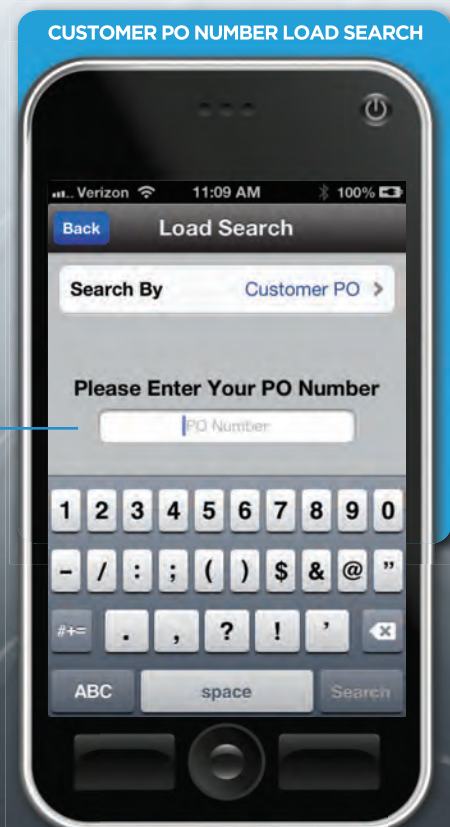 CUSTOMER PO NUMBER LOAD SEARCH
Verizon 11:09 AM 100%
Back Load Search
Search By Customer PO >
Please Enter Your PO Number
PO Number
1 2 3 4 5 6 7 8 9 0
- / : ; ( ) $ & @ "
#+= . , ? ! '
ABC space Search